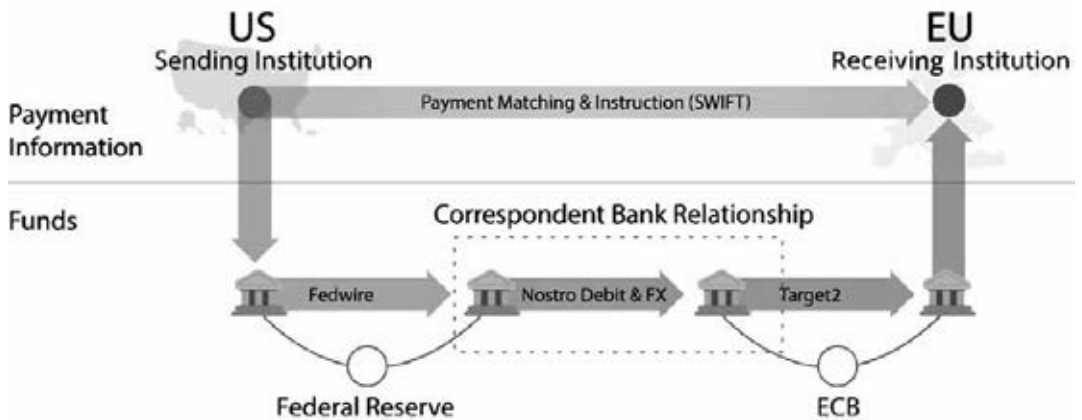 US
Sending Institution
EU
Receiving Institution
Payment
Information
Payment Matching & Instruction (SWIFT)
Funds
Correspondent Bank Relationship
Fedwire
Nostro Debit & FX
Target2
Federal Reserve
ECB